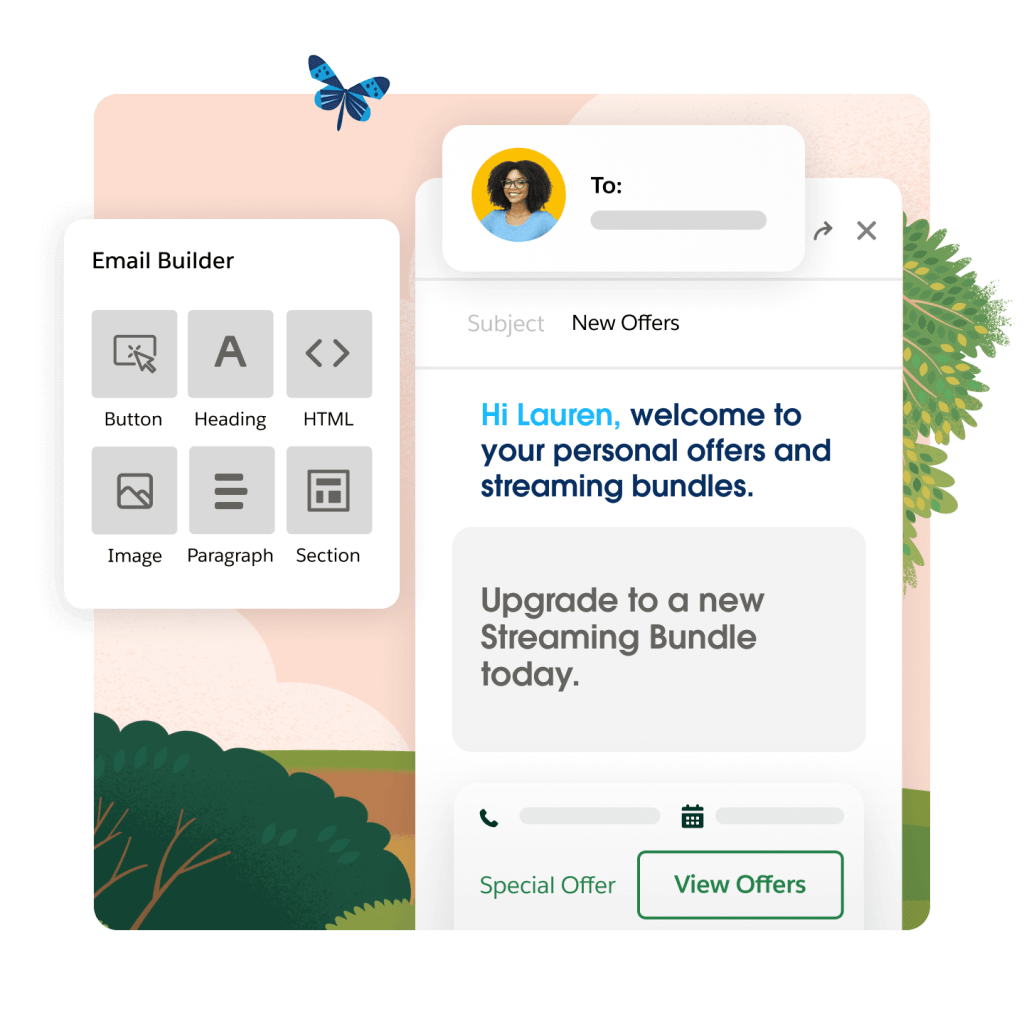 Email Builder
Button
Heading
HTML
Image
Paragraph
Section
To:
Subject New Offers
Hi Lauren, welcome to
your personal offers and
streaming bundles.
Upgrade to a new
Streaming Bundle
today.
Special Offer
View Offers